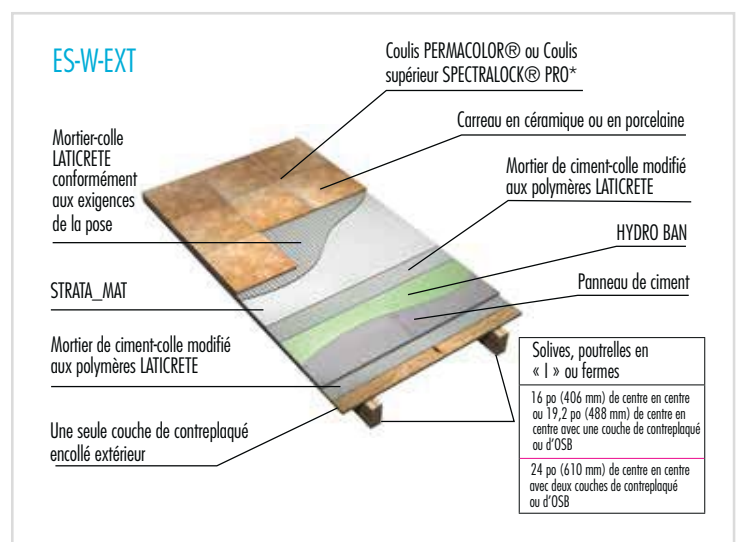 ES-W-EXT
Coulis PERMACOLOR® ou Coulis
supérieur SPECTRALOCK® PRO*
Carreau en céramique ou en porcelaine
Mortier-colle
LATICRETE
conformément
aux exigences
de la pose
Mortier de ciment-colle modifié
aux polymères LATICRETE
HYDRO BAN
Panneau de ciment
STRATA_MAT
Mortier de ciment-colle modifié
aux polymères LATICRETE
Une seule couche de contreplaqué
encollé extérieur
Solives, poutrelles en
« I » ou fermes
16 po (406 mm) de centre en centre
ou 19,2 po (488 mm) de centre en
centre avec une couche de contreplaqué
ou d'OSB
24 po (610 mm) de centre en centre
avec deux couches de contreplaqué
ou d'OSB